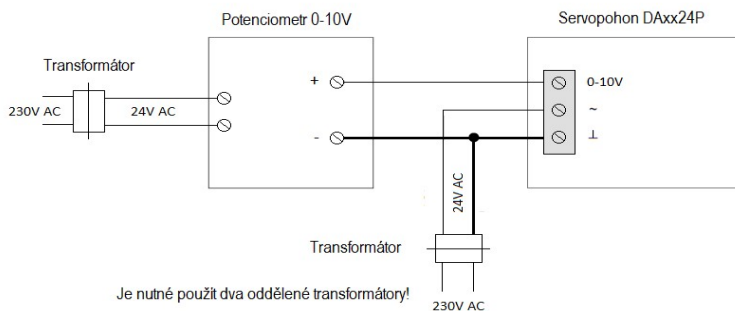 Potenciometr 0-10V
Servopohon DAxx24P
Transformátor
230V AC
24V AC
+
-
0-10V
~
⊥
24V AC
Transformátor
Je nutné použít dva oddělené transformátory!
230V AC